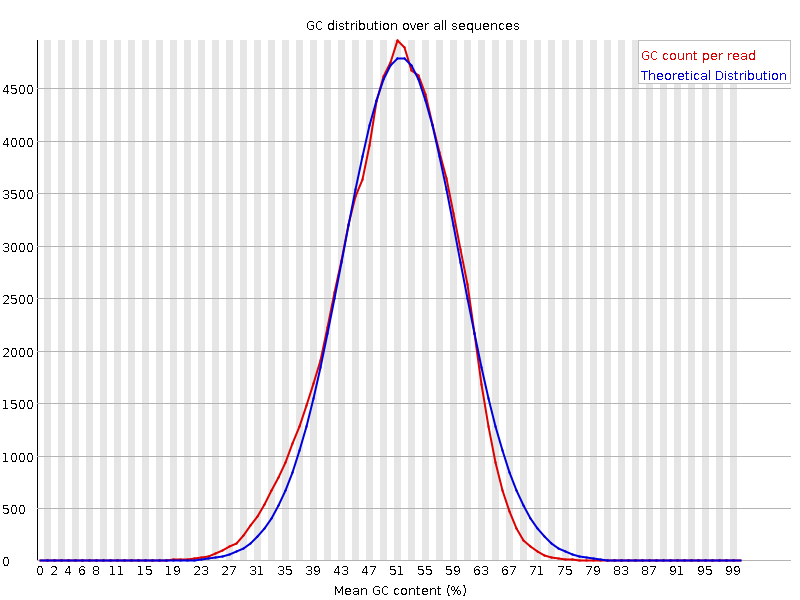 GC distribution over all sequences
GC count per read
Theoretical Distribution
4500
4000
3500
3000
2500
2000
1500
1000
500
0
0 2 4 6 8 11 15 19 23 27 31 35 39 43 47 51 55 59 63 67 71 75 79 83 87 91 95 99
Mean GC content (%)